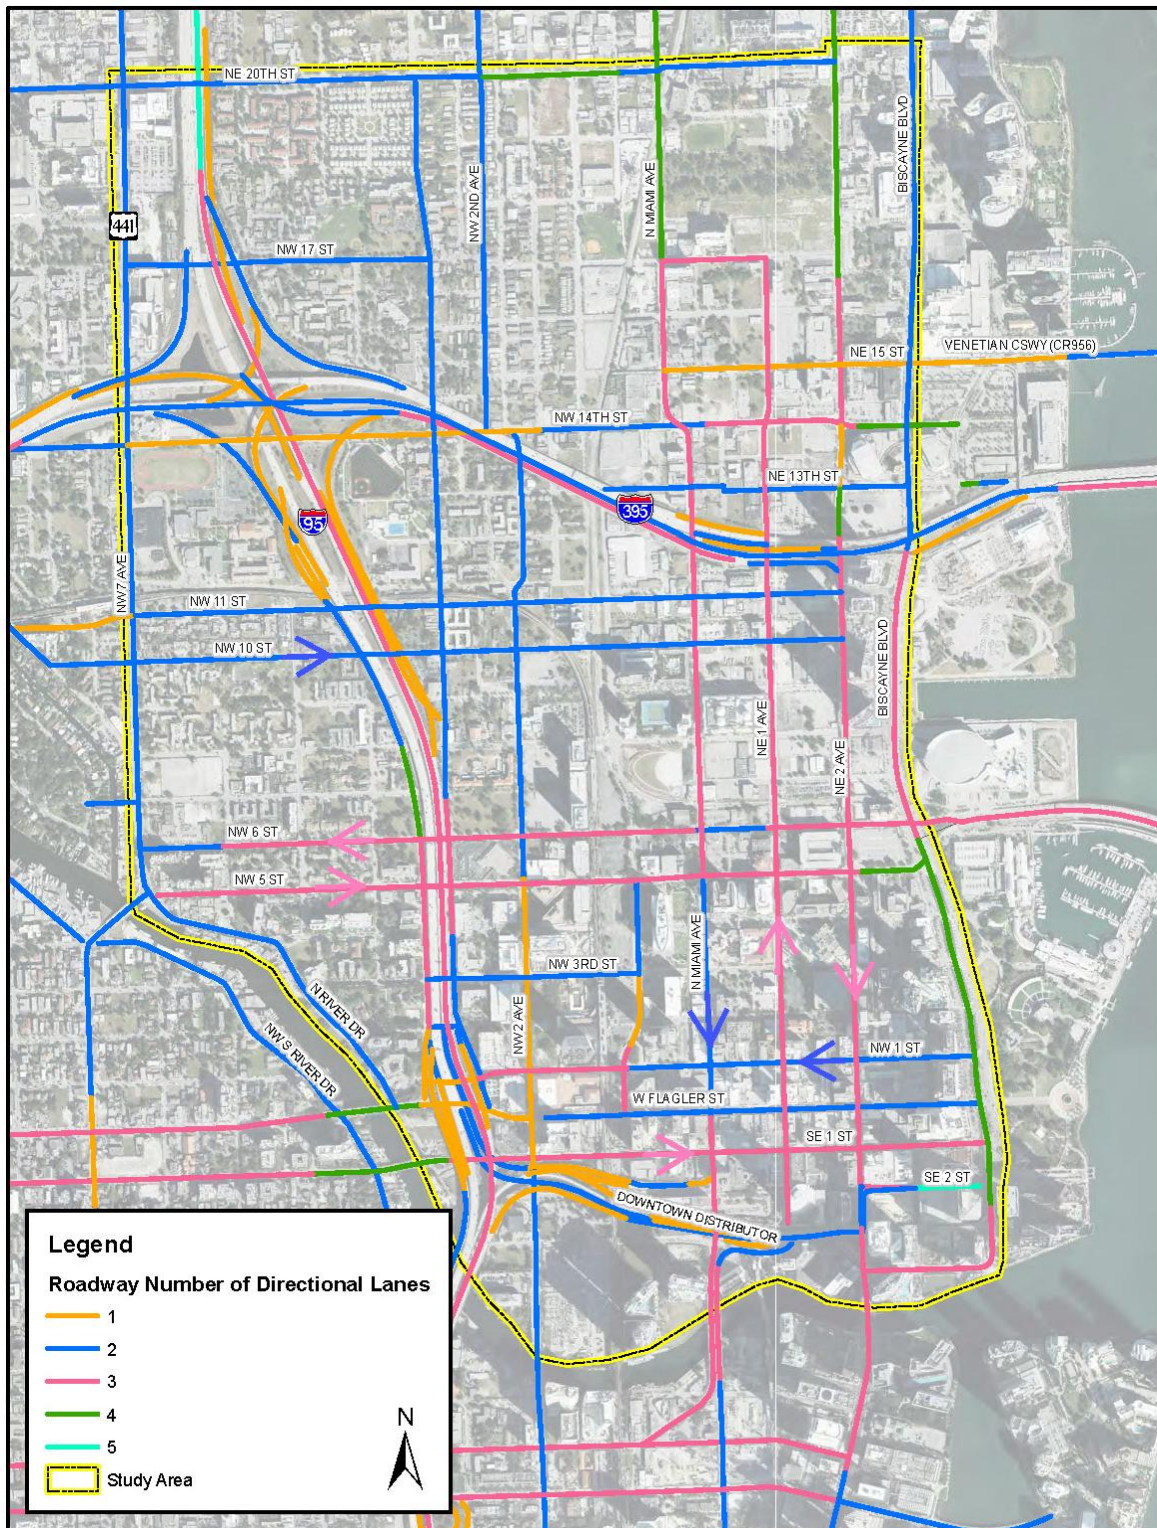 NE 20TH ST
BISCAYNE BLVD
NW 2ND AVE
N MIAMI AVE
441
NW 17 ST
NE 15 ST
VENETIAN CSWY (CR956)
NW 14TH ST
NE 13TH ST
95
395
NW 7 AVE
NW 11 ST
NW 10 ST
BISCAYNE BLVD
NE 1 AVE
NE 2 AVE
NW 6 ST
NW 5 ST
N MIAMI AVE
NW 3RD ST
N RIVER DR
NW 2 AVE
NW S RIVER DR
NW 1 ST
W FLAGLER ST
SE 1 ST
SE 2 ST
DOWNTOWN DISTRIBUTOR
Legend
Roadway Number of Directional Lanes
1
2
3
4
5
Study Area
N